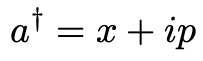 a† = x + ip